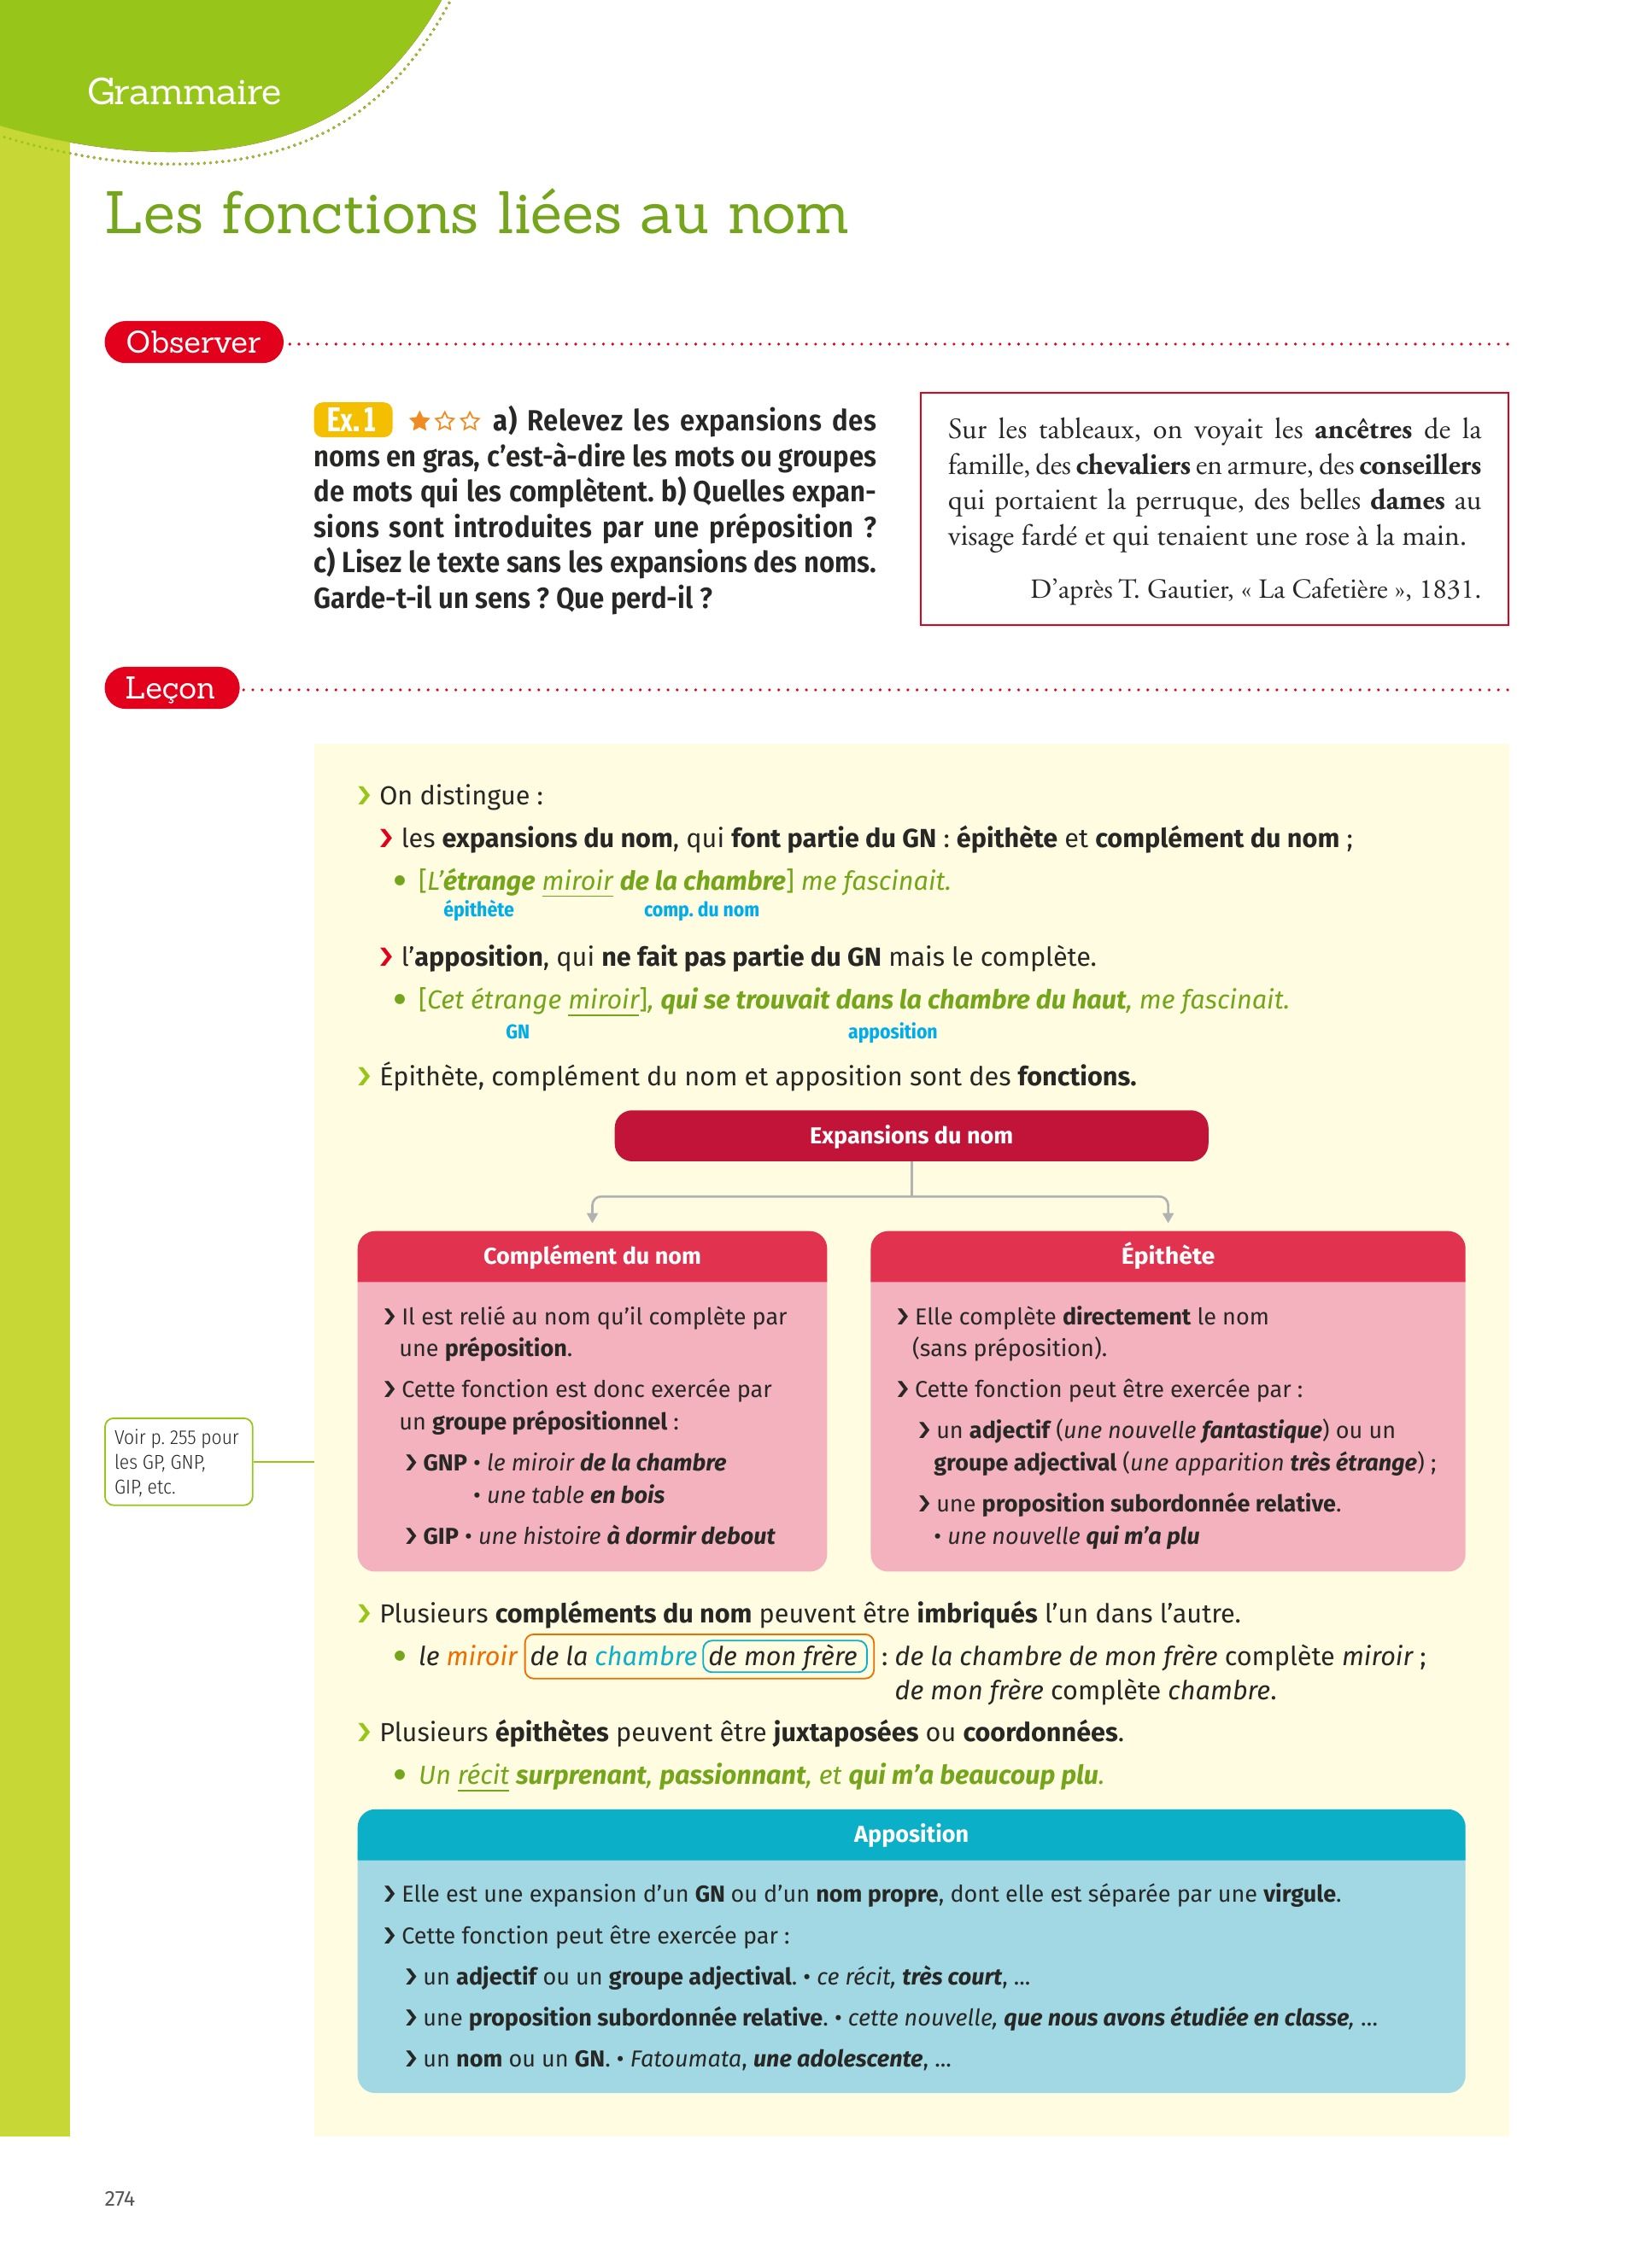 Grammaire
Les fonctions liées au nom
Observer
Ex. 1 ★☆☆ a) Relevez les expansions des
noms en gras, c’est-à-dire les mots ou groupes
de mots qui les complètent. b) Quelles expan-
sions sont introduites par une préposition ?
c) Lisez le texte sans les expansions des noms.
Garde-t-il un sens ? Que perd-il ?
Sur les tableaux, on voyait les ancêtres de la
famille, des chevaliers en armure, des conseillers
qui portaient la perruque, des belles dames au
visage fardé et qui tenaient une rose à la main.
D’après T. Gautier, « La Cafetière », 1831.
Leçon
› On distingue :
› les expansions du nom, qui font partie du GN : épithète et complément du nom ;
• [L’étrange miroir de la chambre] me fascinait.
épithète comp. du nom
› l’apposition, qui ne fait pas partie du GN mais le complète.
• [Cet étrange miroir], qui se trouvait dans la chambre du haut, me fascinait.
GN apposition
› Épithète, complément du nom et apposition sont des fonctions.
Expansions du nom
Complément du nom
› Il est relié au nom qu’il complète par
une préposition.
› Cette fonction est donc exercée par
un groupe prépositionnel :
› GNP • le miroir de la chambre
• une table en bois
› GIP • une histoire à dormir debout
Épithète
› Elle complète directement le nom
(sans préposition).
› Cette fonction peut être exercée par :
› un adjectif (une nouvelle fantastique) ou un
groupe adjectival (une apparition très étrange) ;
› une proposition subordonnée relative.
• une nouvelle qui m’a plu
Voir p. 255 pour
les GP, GNP,
GIP, etc.
› Plusieurs compléments du nom peuvent être imbriqués l’un dans l’autre.
• le miroir de la chambre de mon frère : de la chambre de mon frère complète miroir ;
de mon frère complète chambre.
› Plusieurs épithètes peuvent être juxtaposées ou coordonnées.
• Un récit surprenant, passionnant, et qui m’a beaucoup plu.
Apposition
› Elle est une expansion d’un GN ou d’un nom propre, dont elle est séparée par une virgule.
› Cette fonction peut être exercée par :
› un adjectif ou un groupe adjectival. • ce récit, très court, ...
› une proposition subordonnée relative. • cette nouvelle, que nous avons étudiée en classe, ...
› un nom ou un GN. • Fatoumata, une adolescente, ...
274